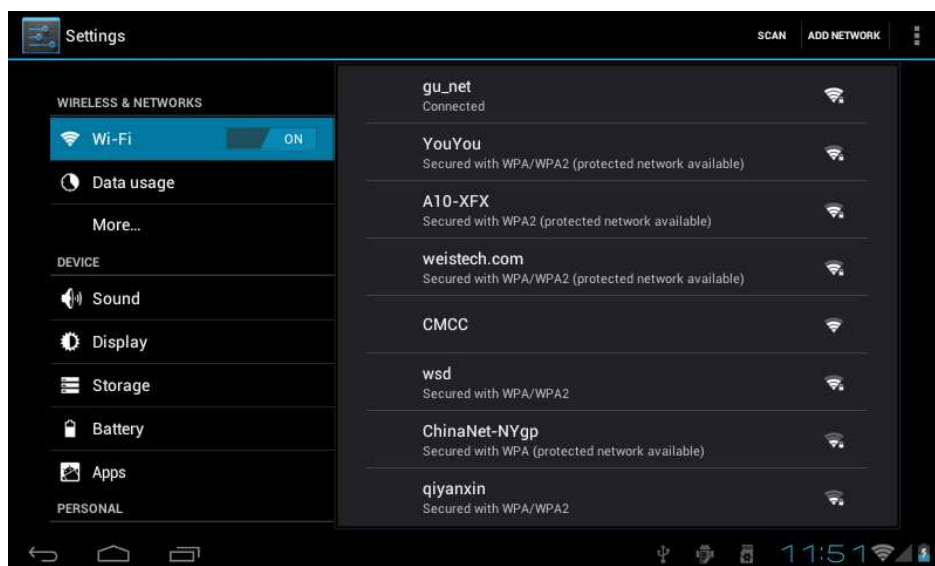 Settings
SCAN
ADD NETWORK
WIRELESS & NETWORKS
Wi-Fi
ON
Data usage
More...
DEVICE
Sound
Display
Storage
Battery
Apps
PERSONAL
gu_net
Connected
YouYou
Secured with WPA/WPA2 (protected network available)
A10-XFX
Secured with WPA2 (protected network available)
weistech.com
Secured with WPA/WPA2 (protected network available)
CMCC
wsd
Secured with WPA/WPA2
ChinaNet-NYgp
Secured with WPA (protected network available)
qiyanxin
Secured with WPA/WPA2
11:51